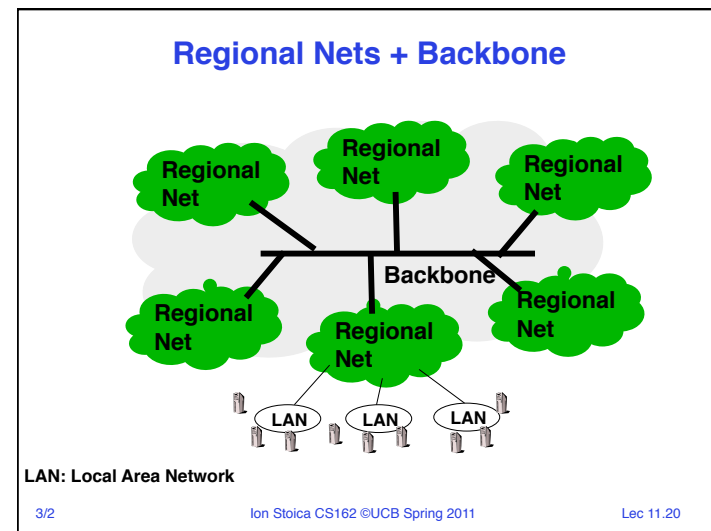 Regional Nets + Backbone
Regional
Net
Regional
Net
Regional
Net
Backbone
Regional
Net
Regional
Net
Regional
Net
LAN
LAN
LAN
LAN: Local Area Network
3/2
Ion Stoica CS162 ©UCB Spring 2011
Lec 11.20